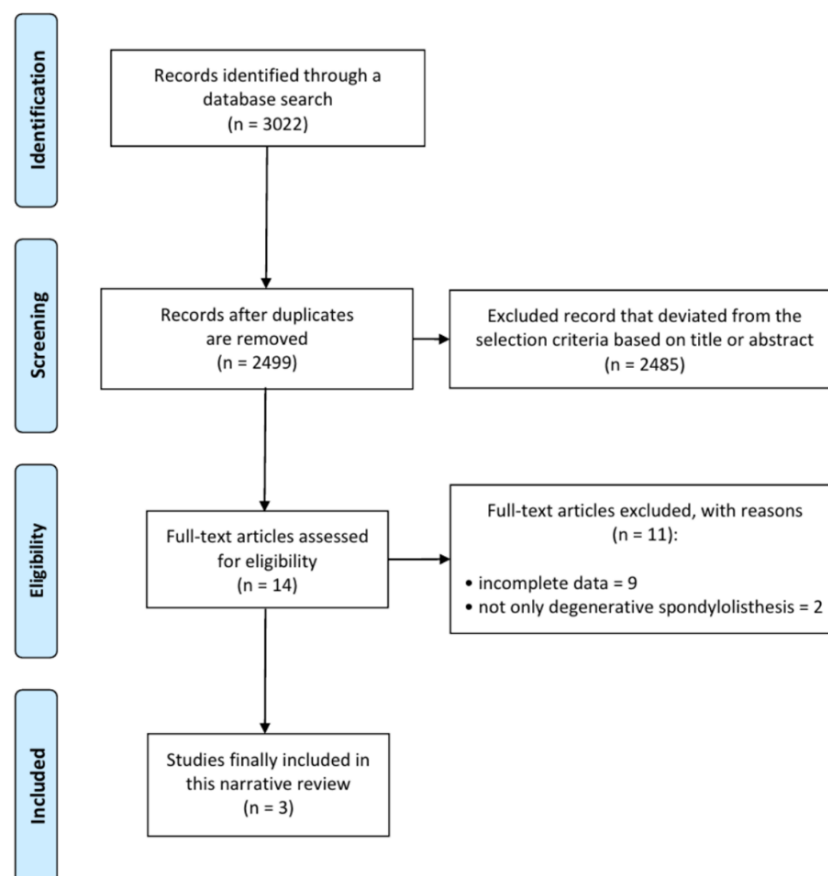 Identification
Records identified through a
database search
(n = 3022)
Screening
Records after duplicates
are removed
(n = 2499)
Excluded record that deviated from the
selection criteria based on title or abstract
(n = 2485)
Eligibility
Full-text articles assessed
for eligibility
(n = 14)
Full-text articles excluded, with reasons
(n = 11):
• incomplete data = 9
• not only degenerative spondylolisthesis = 2
Included
Studies finally included in
this narrative review
(n = 3)